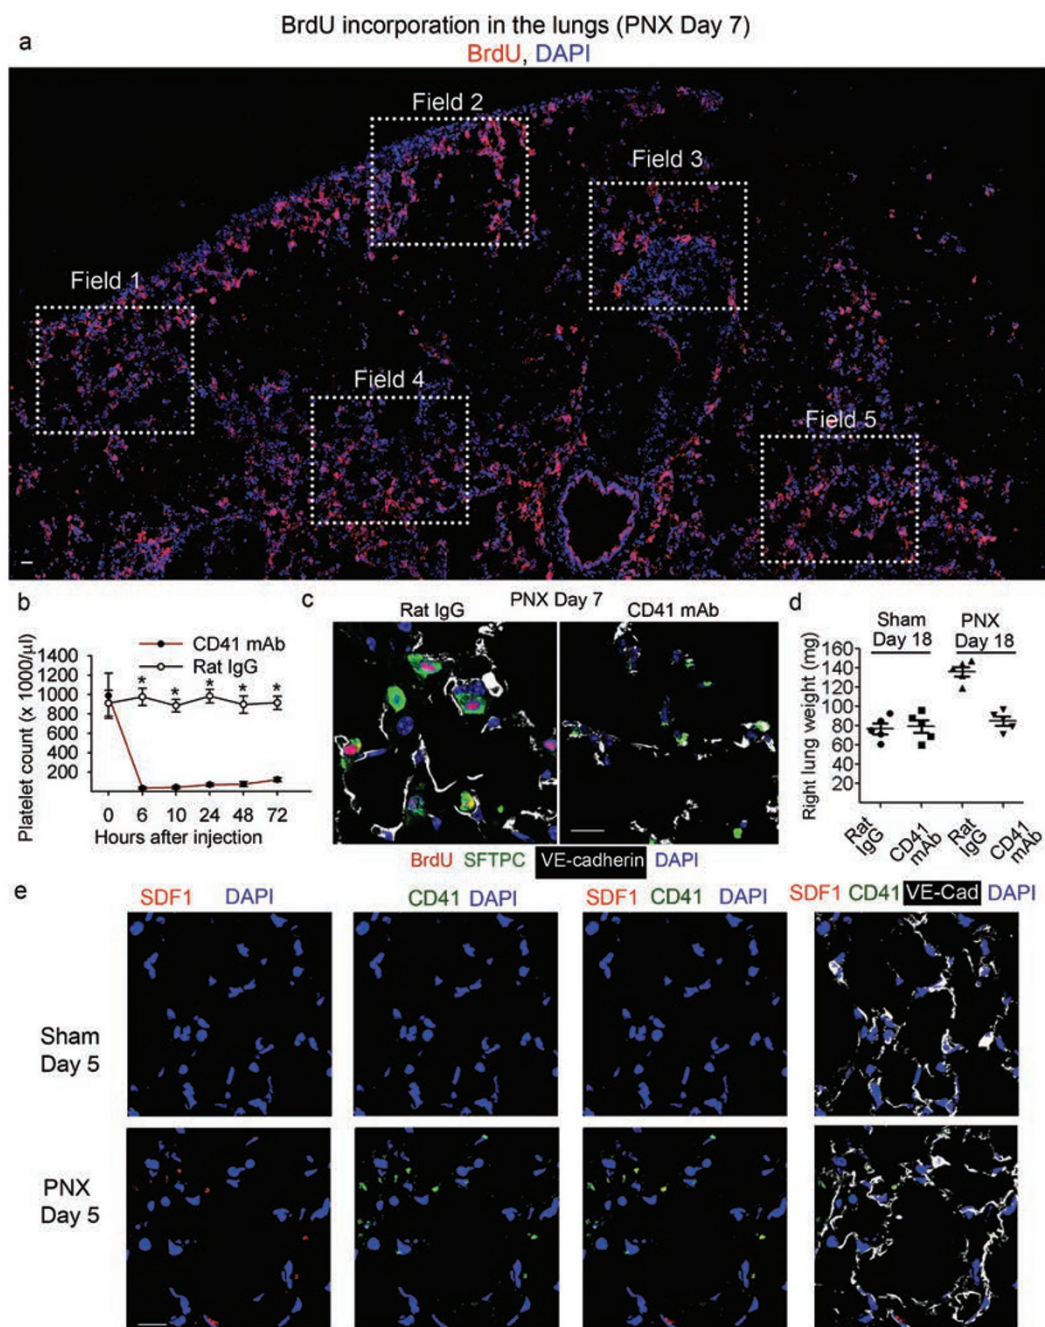 BrdU incorporation in the lungs (PNX Day 7)
a
BrdU, DAPI
Field 2
Field 3
Field 1
Field 4
Field 5
b
CD41 mAb
Rat IgG
Platelet count (x 1000/µl)
1400
1200
1000
800
600
400
200
* * * * *
0 6 10 24 48 72
Hours after injection
c
PNX Day 7
Rat IgG CD41 mAb
BrdU SFTPC VE-cadherin DAPI
d
Sham Day 18
PNX Day 18
Right lung weight (mg)
160
140
120
100
80
60
40
20
Rat IgG
CD41 mAb
Rat IgG
CD41 mAb
e
SDF1 DAPI
CD41 DAPI
SDF1 CD41 DAPI
SDF1 CD41 VE-Cad DAPI
Sham
Day 5
PNX
Day 5